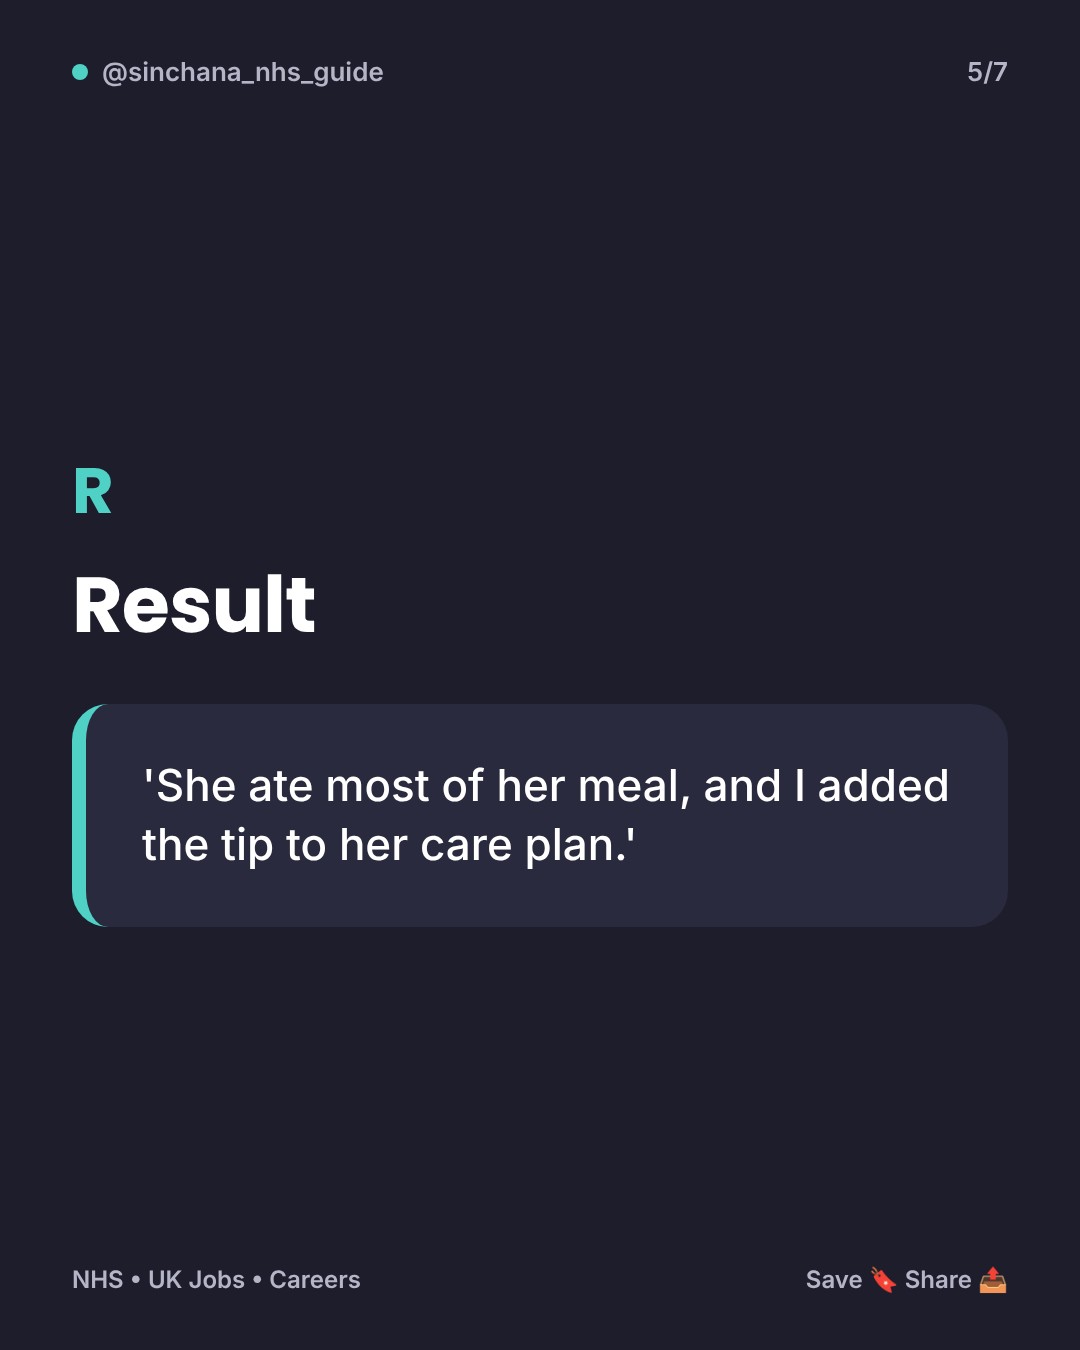 @sinchana_nhs_guide
5/7
R
Result
'She ate most of her meal, and I added
the tip to her care plan.'
NHS • UK Jobs • Careers
Save 🔖 Share 📤